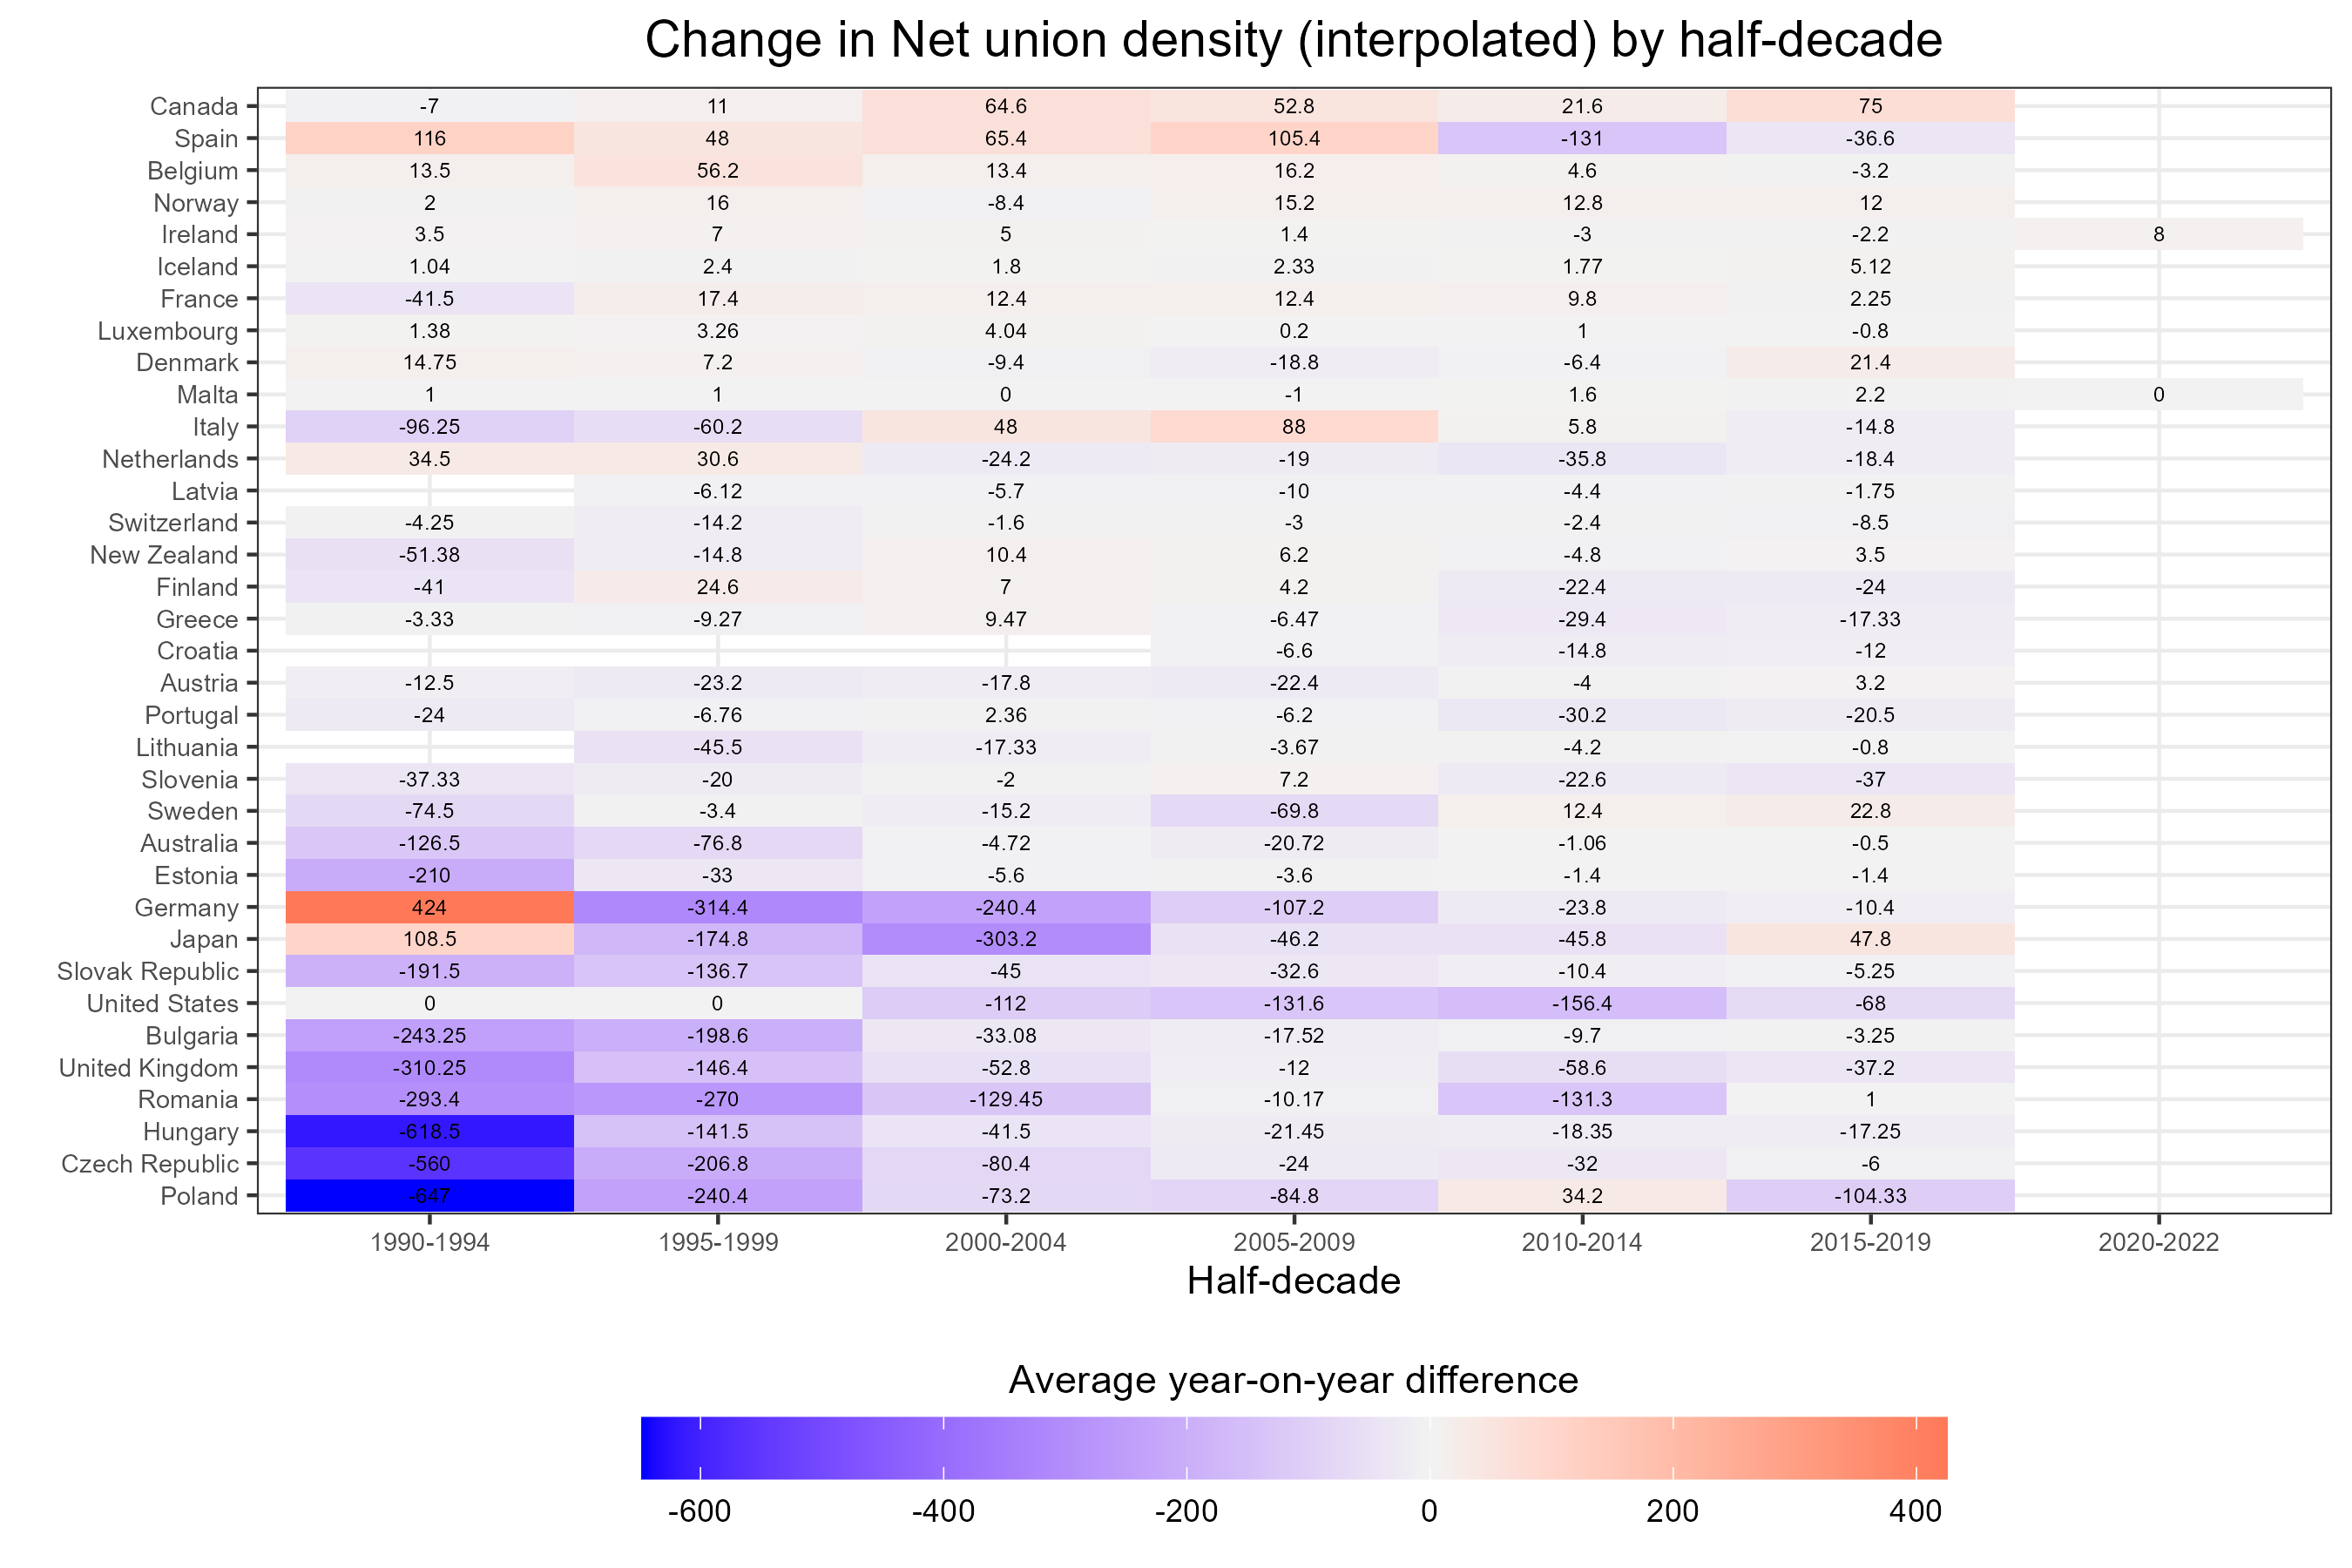 Change in Net union density (interpolated) by half-decade
Canada -7 11 64.6 52.8 21.6 75
Spain 116 48 65.4 105.4 -131 -36.6
Belgium 13.5 56.2 13.4 16.2 4.6 -3.2
Norway 2 16 -8.4 15.2 12.8 12
Ireland 3.5 7 5 1.4 -3 -2.2 8
Iceland 1.04 2.4 1.8 2.33 1.77 5.12
France -41.5 17.4 12.4 12.4 9.8 2.25
Luxembourg 1.38 3.26 4.04 0.2 1 -0.8
Denmark 14.75 7.2 -9.4 -18.8 -6.4 21.4
Malta 1 1 0 -1 1.6 2.2 0
Italy -96.25 -60.2 48 88 5.8 -14.8
Netherlands 34.5 30.6 -24.2 -19 -35.8 -18.4
Latvia -6.12 -5.7 -10 -4.4 -1.75
Switzerland -4.25 -14.2 -1.6 -3 -2.4 -8.5
New Zealand -51.38 -14.8 10.4 6.2 -4.8 3.5
Finland -41 24.6 7 4.2 -22.4 -24
Greece -3.33 -9.27 9.47 -6.47 -29.4 -17.33
Croatia -6.6 -14.8 -12
Austria -12.5 -23.2 -17.8 -22.4 -4 3.2
Portugal -24 -6.76 2.36 -6.2 -30.2 -20.5
Lithuania -45.5 -17.33 -3.67 -4.2 -0.8
Slovenia -37.33 -20 -2 7.2 -22.6 -37
Sweden -74.5 -3.4 -15.2 -69.8 12.4 22.8
Australia -126.5 -76.8 -4.72 -20.72 -1.06 -0.5
Estonia -210 -33 -5.6 -3.6 -1.4 -1.4
Germany 424 -314.4 -240.4 -107.2 -23.8 -10.4
Japan 108.5 -174.8 -303.2 -46.2 -45.8 47.8
Slovak Republic -191.5 -136.7 -45 -32.6 -10.4 -5.25
United States 0 0 -112 -131.6 -156.4 -68
Bulgaria -243.25 -198.6 -33.08 -17.52 -9.7 -3.25
United Kingdom -310.25 -146.4 -52.8 -12 -58.6 -37.2
Romania -293.4 -270 -129.45 -10.17 -131.3 1
Hungary -618.5 -141.5 -41.5 -21.45 -18.35 -17.25
Czech Republic -560 -206.8 -80.4 -24 -32 -6
Poland -647 -240.4 -73.2 -84.8 34.2 -104.33
1990-1994 1995-1999 2000-2004 2005-2009 2010-2014 2015-2019 2020-2022
Half-decade
Average year-on-year difference
-600 -400 -200 0 200 400